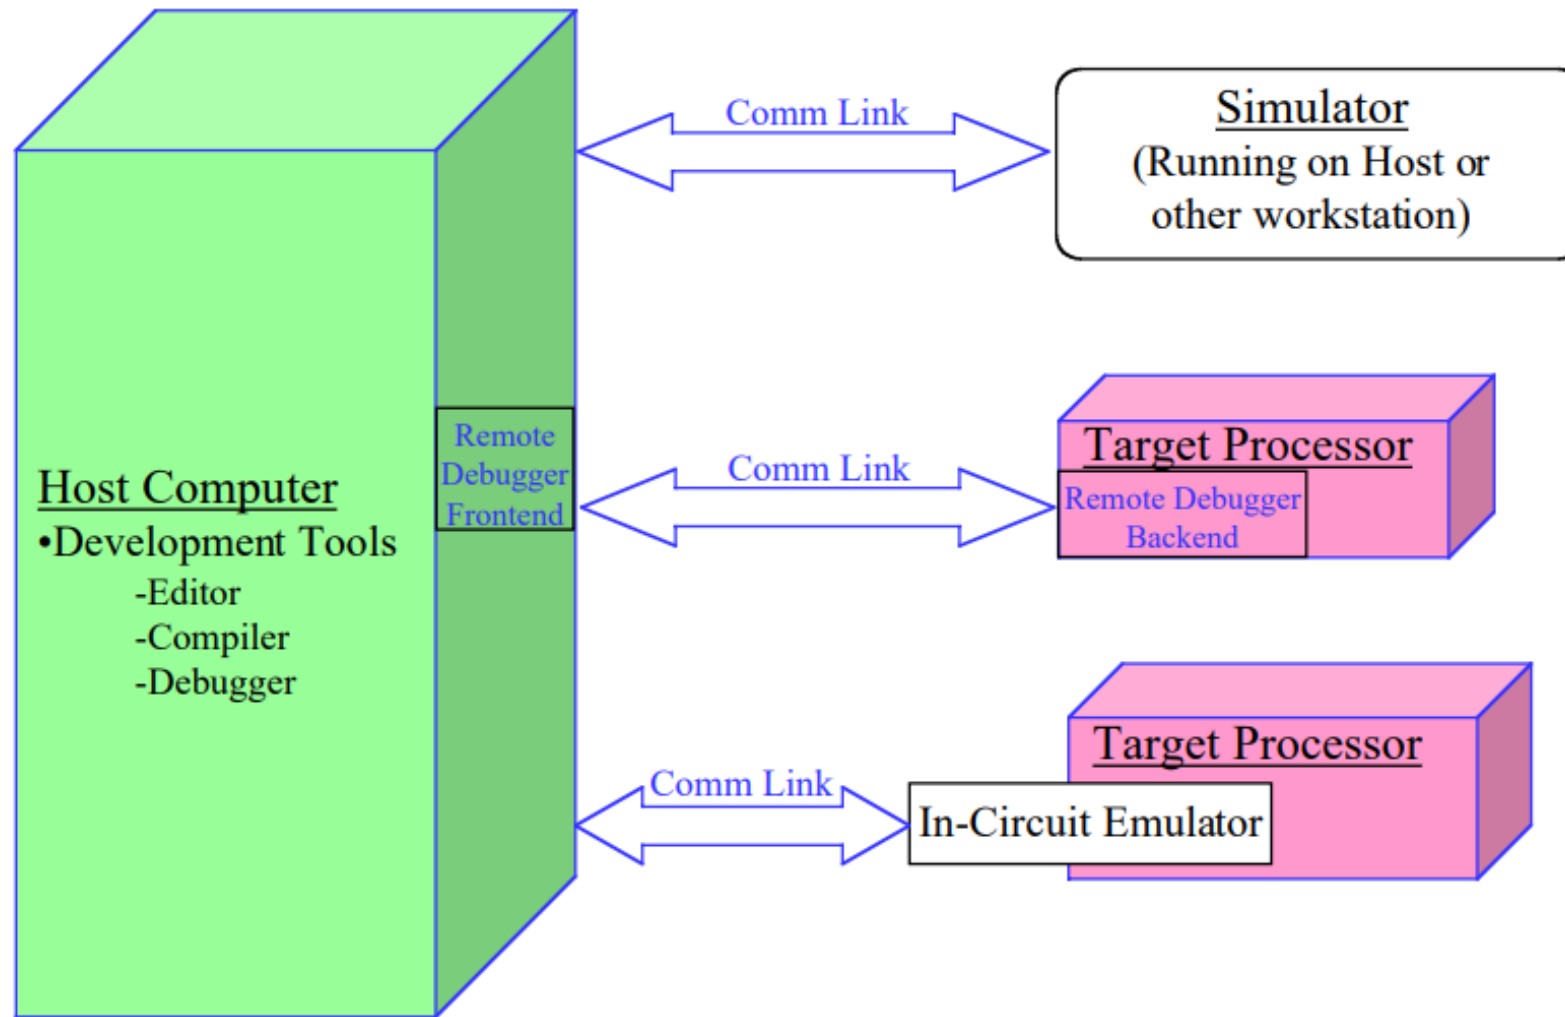 Comm Link
Simulator
(Running on Host or
other workstation)
Remote
Debugger
Frontend
Host Computer
•Development Tools
-Editor
-Compiler
-Debugger
Comm Link
Target Processor
Remote Debugger
Backend
Comm Link
Target Processor
In-Circuit Emulator